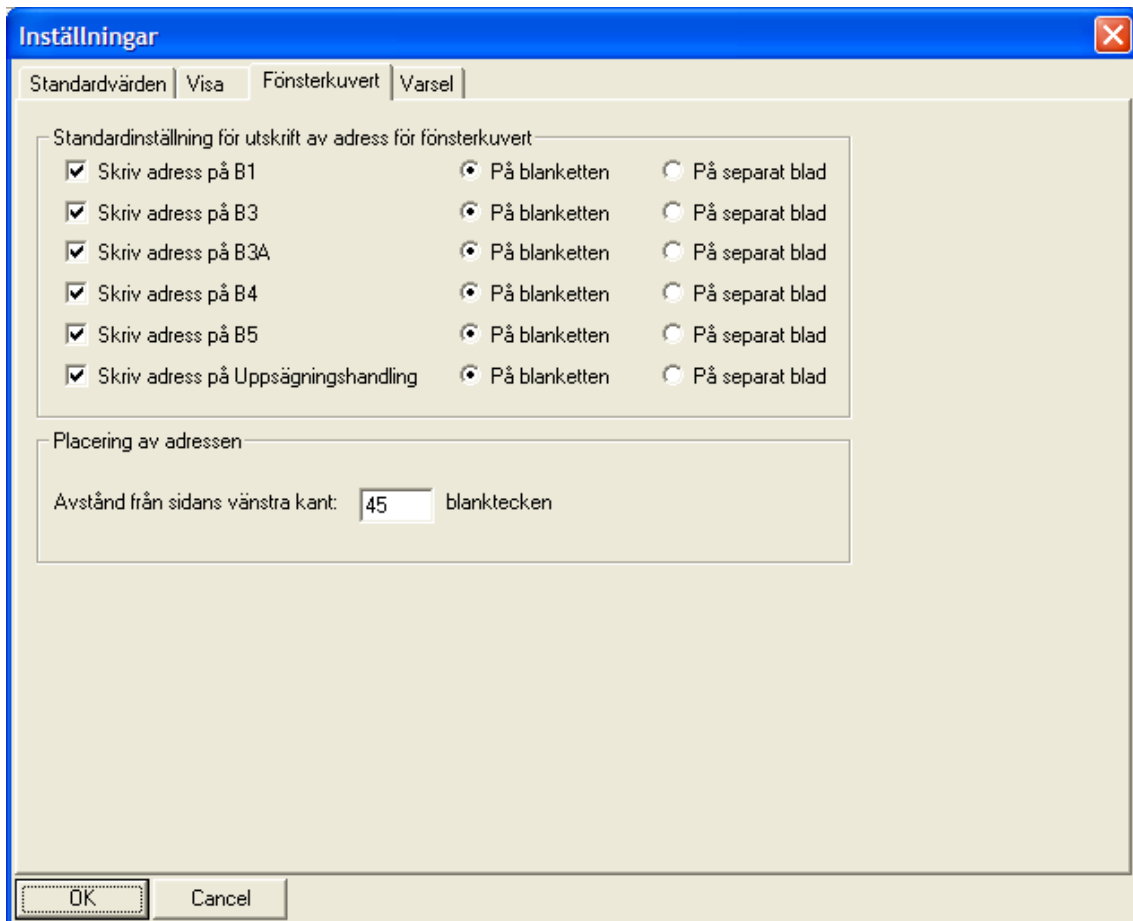 Inställningar
Standardvärden Visa Fönsterkuvert Varsel
Standardinställning för utskrift av adress för fönsterkuvert
Skriv adress på B1 På blanketten På separat blad
Skriv adress på B3 På blanketten På separat blad
Skriv adress på B3A På blanketten På separat blad
Skriv adress på B4 På blanketten På separat blad
Skriv adress på B5 På blanketten På separat blad
Skriv adress på Uppsägningshandling På blanketten På separat blad
Placering av adressen
Avstånd från sidans vänstra kant: 45 blanktecken
OK Cancel